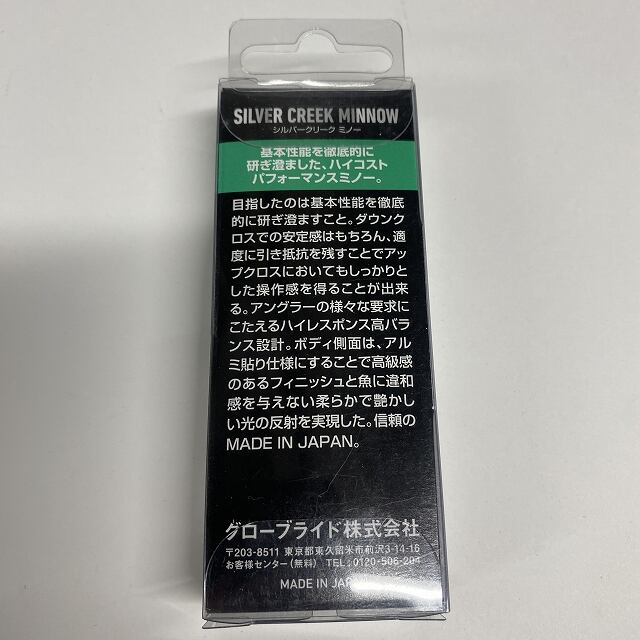 SILVER CREEK MINNOW
シルバークリーク ミノー
基本性能を徹底的に
研ぎ澄ました、ハイコスト
パフォーマンスミノー。
目指したのは基本性能を徹底
的に研ぎ澄ますこと。ダウンク
ロスでの安定感はもちろん、適
度に引き抵抗を残すことでアッ
プクロスにおいてもしっかりと
した操作感を得ることが出来
る。アングラーの様々な要求に
こたえるハイレスポンス高バラ
ンス設計。ボディ側面は、アル
ミ貼り仕様にすることで高級感
のあるフィニッシュと魚に違和
感を与えない柔らかで艶かし
い光の反射を実現した。信頼の
MADE IN JAPAN。
グローブライド株式会社
〒203-8511 東京都東久留米市前沢3-14-16
お客様センター(無料) TEL:0120-506-204
MADE IN JAPAN